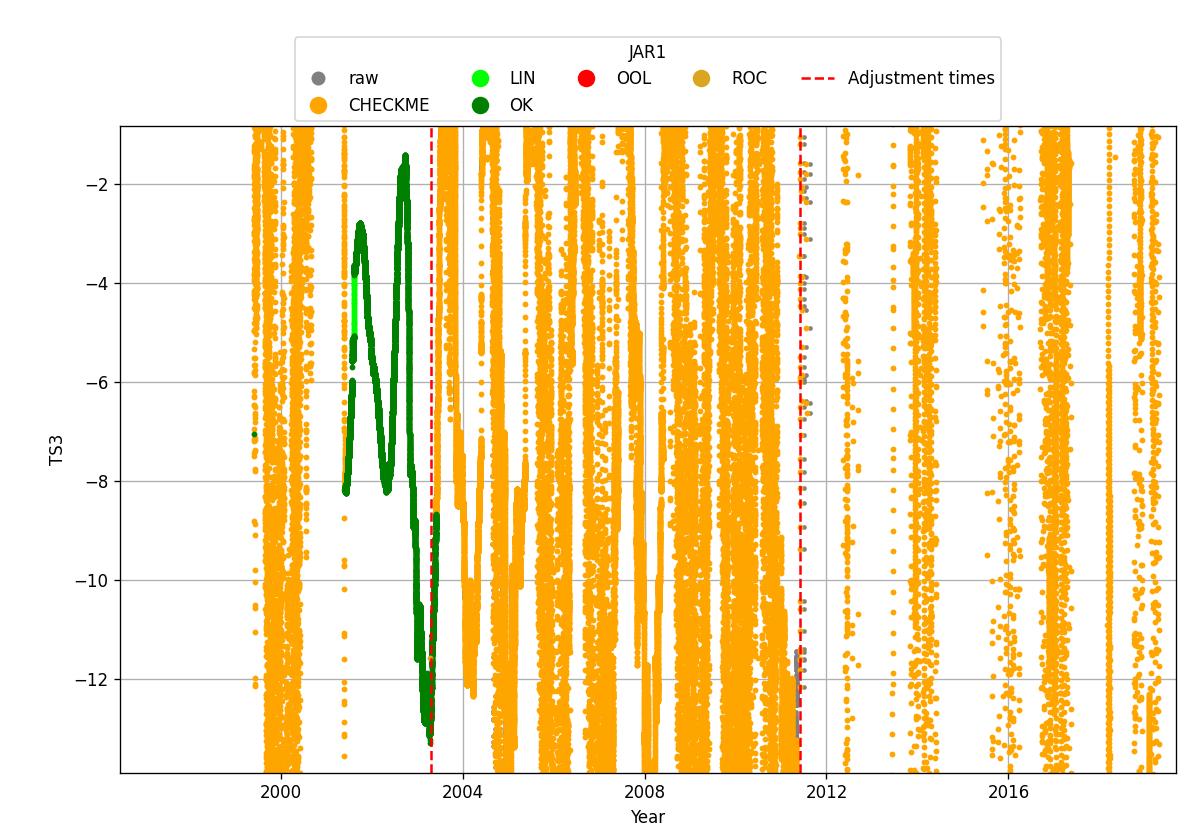 JAR1
raw LIN OOL ROC Adjustment times
CHECKME OK
TS3
−2
−4
−6
−8
−10
−12
2000 2004 2008 2012 2016
Year